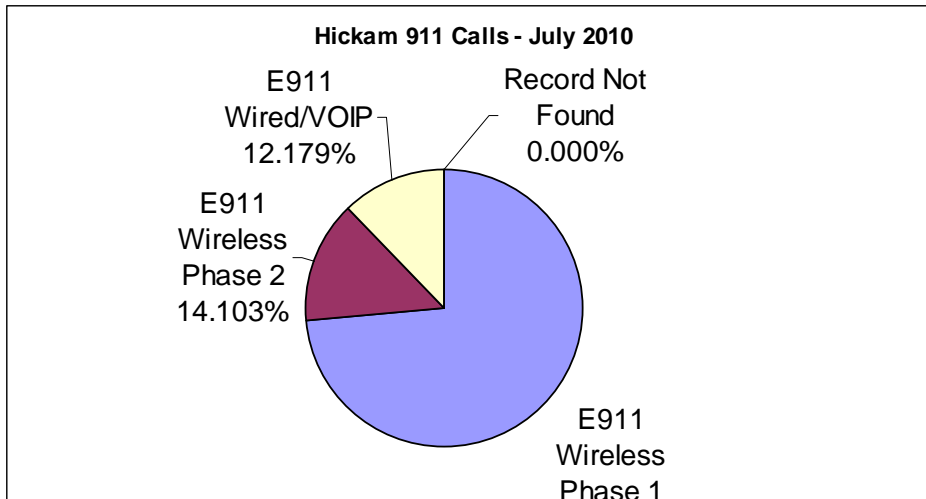 Hickam 911 Calls - July 2010
E911
Wired/VOIP
12.179%
Record Not
Found
0.000%
E911
Wireless
Phase 2
14.103%
E911
Wireless
Phase 1